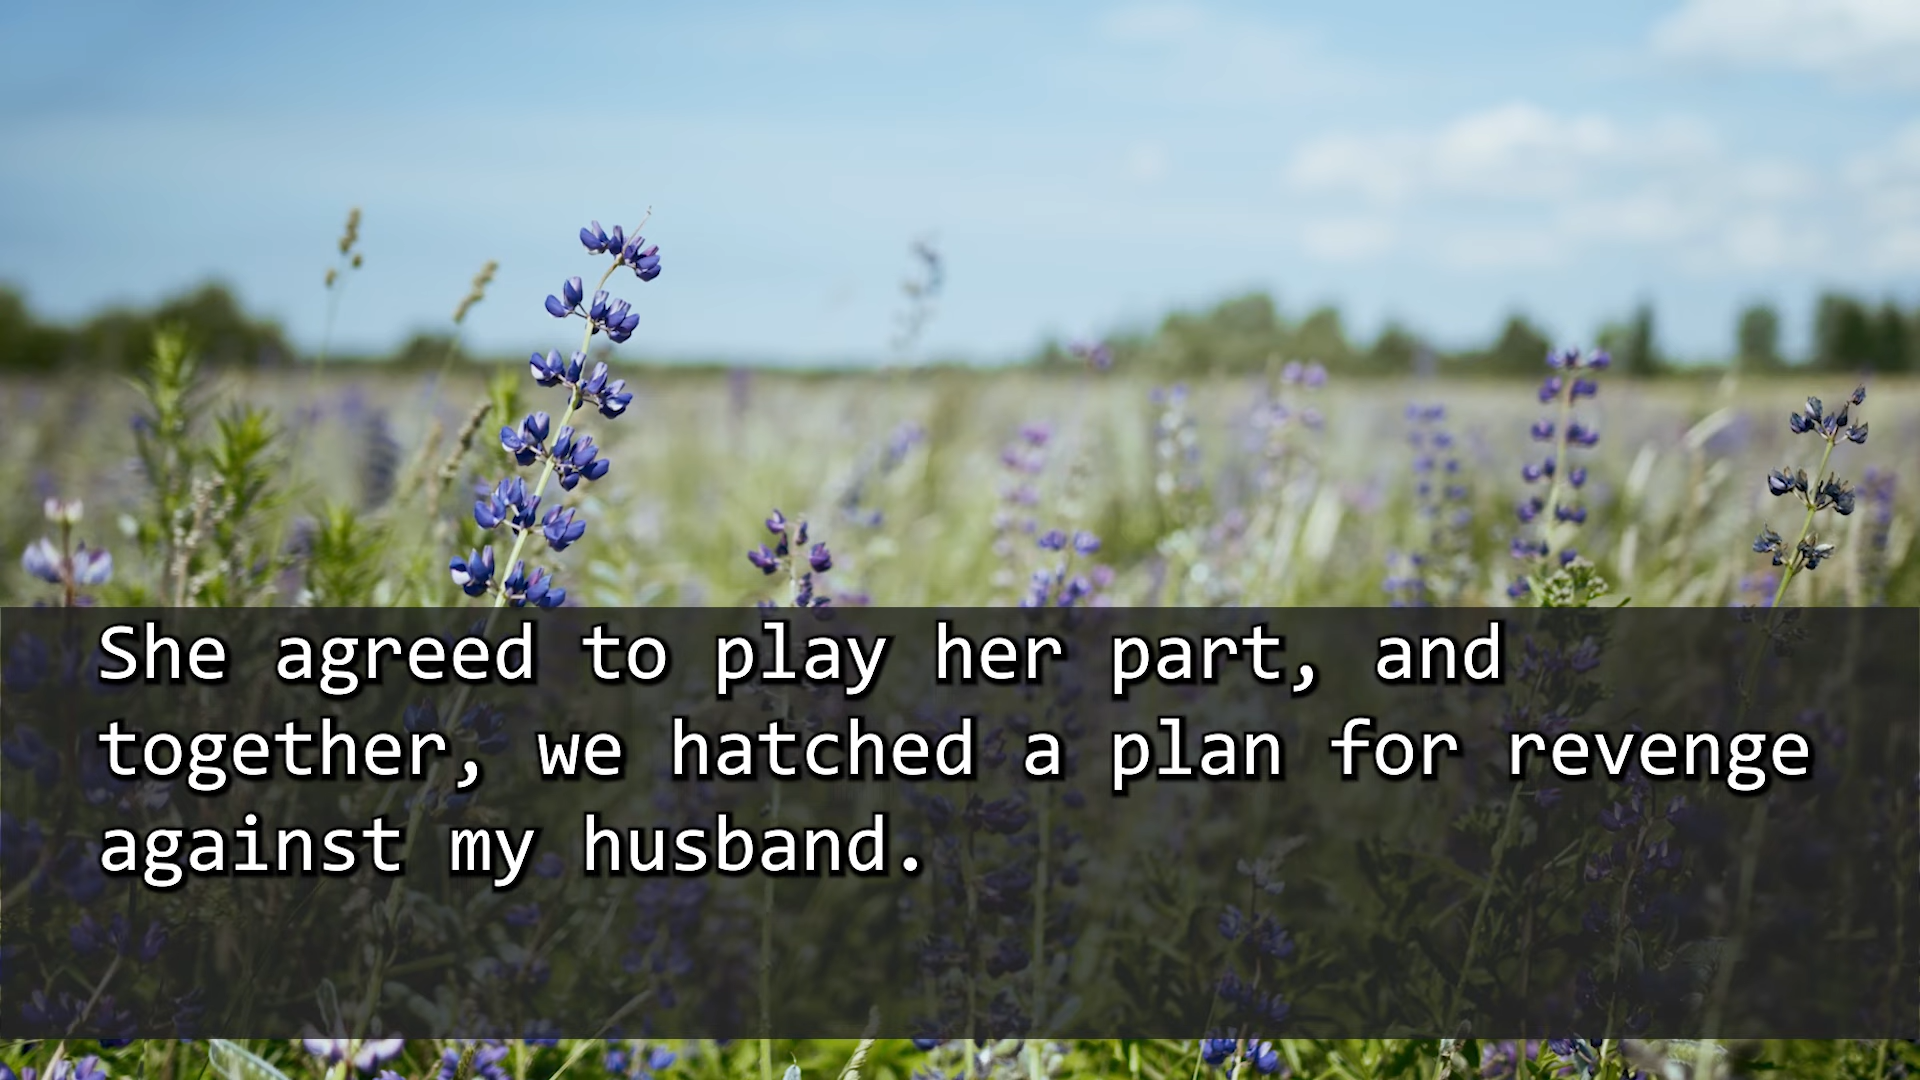 She agreed to play her part, and
together, we hatched a plan for revenge
against my husband.